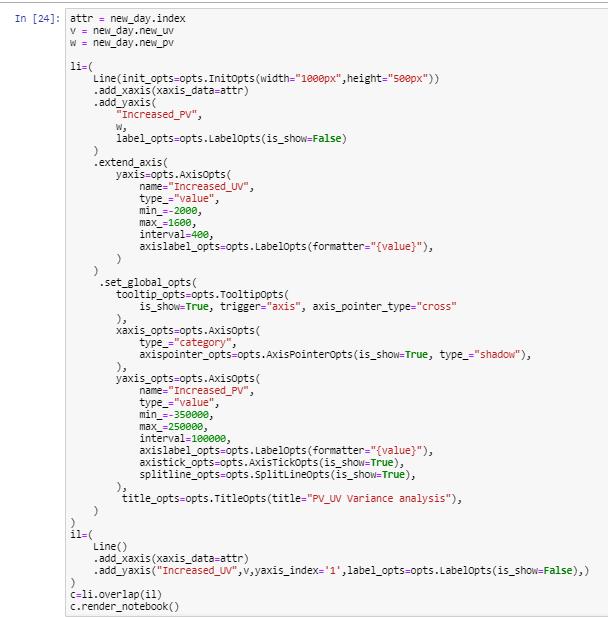 In [24]: attr = new_day.index
v = new_day.new_uv
w = new_day.new_pv
li=(
Line(init_opts=opts.InitOpts(width="1000px",height="500px"))
.add_xaxis(xaxis_data=attr)
.add_yaxis(
"Increased_PV",
w,
label_opts=opts.LabelOpts(is_show=False)
)
.extend_axis(
yaxis=opts.AxisOpts(
name="Increased_UV",
type_="value",
min_=-2000,
max_=1600,
interval=400,
axislabel_opts=opts.LabelOpts(formatter="{value}"),
)
)
.set_global_opts(
tooltip_opts=opts.TooltipOpts(
is_show=True, trigger="axis", axis_pointer_type="cross"
),
xaxis_opts=opts.AxisOpts(
type_="category",
axispointer_opts=opts.AxisPointerOpts(is_show=True, type_="shadow"),
),
yaxis_opts=opts.AxisOpts(
name="Increased_PV",
type_="value",
min_=-350000,
max_=250000,
interval=100000,
axislabel_opts=opts.LabelOpts(formatter="{value}"),
axistick_opts=opts.AxisTickOpts(is_show=True),
splitline_opts=opts.SplitLineOpts(is_show=True),
),
title_opts=opts.TitleOpts(title="PV_UV Variance analysis"),
)
)
il=(
Line()
.add_xaxis(xaxis_data=attr)
.add_yaxis("Increased_UV",v,yaxis_index='1',label_opts=opts.LabelOpts(is_show=False),)
)
c=li.overlap(il)
c.render_notebook()